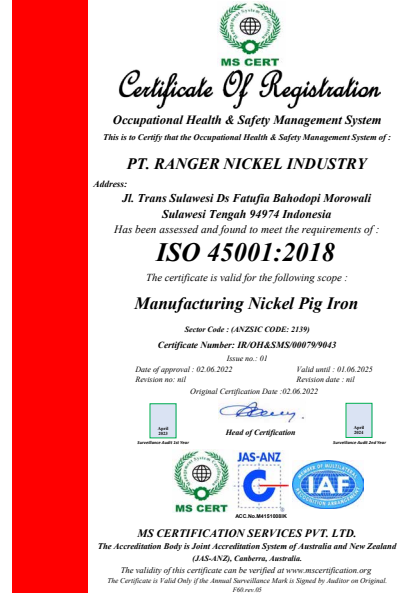 MS CERT
Certificate Of Registration
Occupational Health & Safety Management System
This is to Certify that the Occupational Health & Safety Management System of :
PT. RANGER NICKEL INDUSTRY
Address:
Jl. Trans Sulawesi Ds Fatufia Bahodopi Morowali
Sulawesi Tengah 94974 Indonesia
Has been assessed and found to meet the requirements of :
ISO 45001:2018
The certificate is valid for the following scope :
Manufacturing Nickel Pig Iron
Sector Code : (ANZSIC CODE: 2139)
Certificate Number: IR/OH&SMS/00079/9043
Issue no.: 01
Date of approval : 02.06.2022 Valid until : 01.06.2025
Revision no: nil Revision date : nil
Original Certification Date :02.06.2022
April
2023
April
2024
Head of Certification
Surveillance Audit 1st Year
Surveillance Audit 2nd Year
MS CERT
JAS-ANZ
C
ACC.No.M4151000IK
MEMBER OF MULTILATERAL
IAF
RECOGNITION ARRANGEMENT
MS CERTIFICATION SERVICES PVT. LTD.
The Accreditation Body is Joint Accreditation System of Australia and New Zealand
(JAS-ANZ), Canberra, Australia.
The validity of this certificate can be verified at www.mscertification.org
The Certificate is Valid Only if the Annual Surveillance Mark is Signed by Auditor on Original.
F60.rev.05